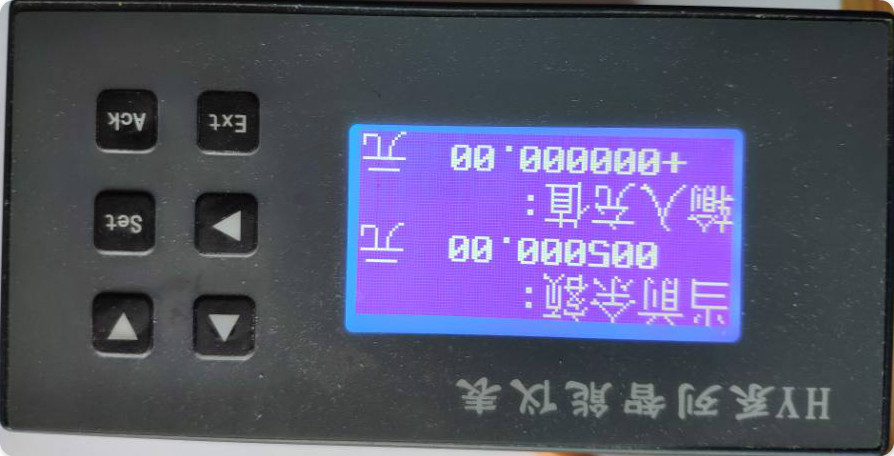 HY系列智能仪表
当前余额：
0005000.00 元
输入充值：
+000000.00 元
Set
Ext
Ack